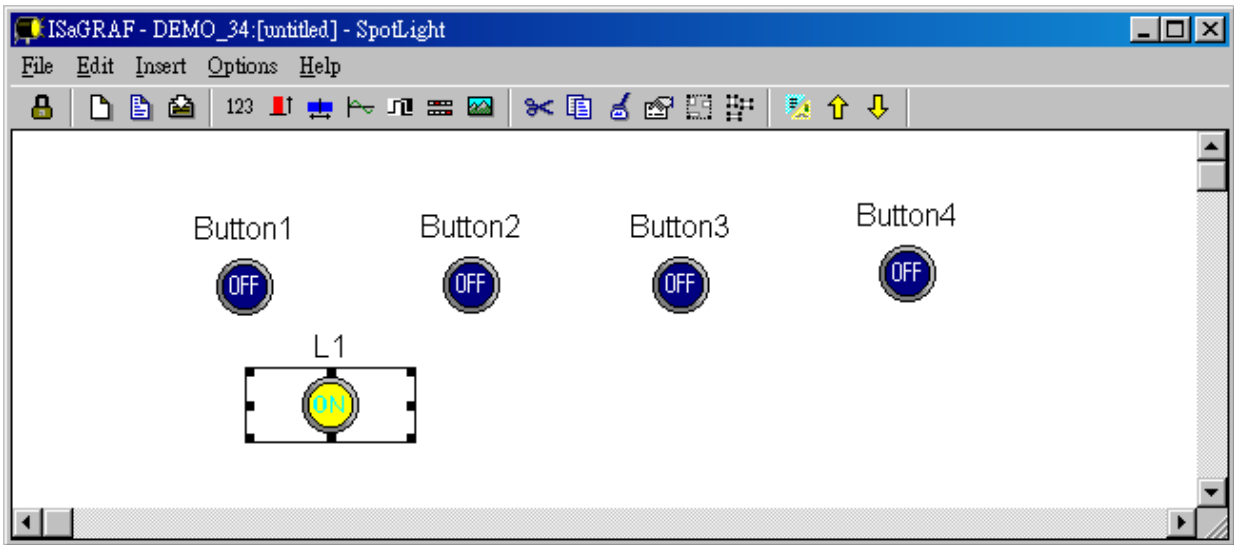 ISaGRAF - DEMO_34:[untitled] - SpotLight
File Edit Insert Options Help
123
Button1 Button2 Button3 Button4
OFF OFF OFF OFF
L1
ON